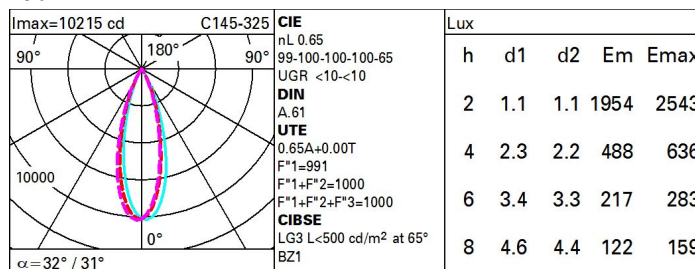 Imax=10215 cd C145-325
90° 180° 90°
10000
0°
α=32° / 31°
CIE
nL 0.65
99-100-100-100-65
UGR <10-<10
DIN
A.61
UTE
0.65A+0.00T
F"1=991
F"1+F"2=1000
F"1+F"2+F"3=1000
CIBSE
LG3 L<500 cd/m² at 65°
BZ1
Lux
h d1 d2 Em Emax
2 1.1 1.1 1954 2543
4 2.3 2.2 488 636
6 3.4 3.3 217 283
8 4.6 4.4 122 159